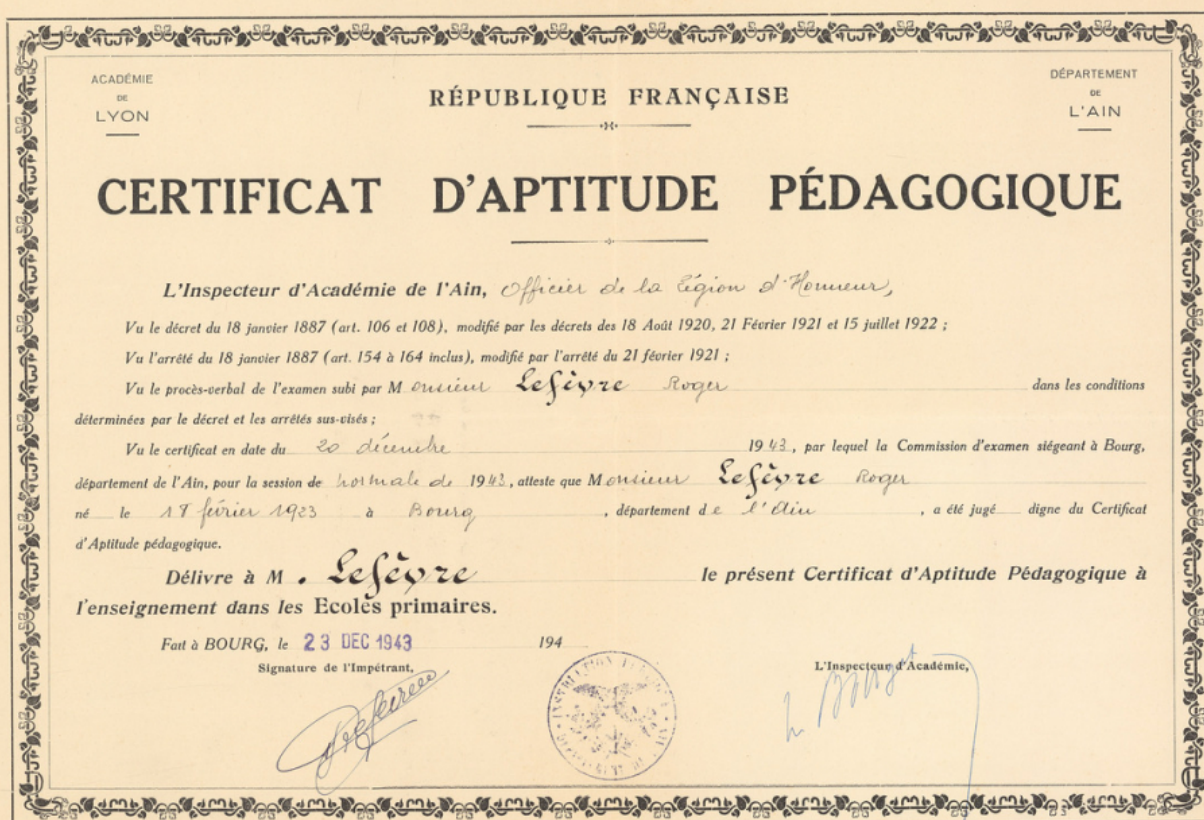 ACADÉMIE
DE
LYON
DÉPARTEMENT
DE
L'AIN
RÉPUBLIQUE FRANÇAISE
CERTIFICAT D'APTITUDE PÉDAGOGIQUE
L'Inspecteur d'Académie de l'Ain, Officier de la Légion d'Honneur,
Vu le décret du 18 janvier 1887 (art. 106 et 108), modifié par les décrets des 18 Août 1920, 21 Février 1921 et 15 juillet 1922 ;
Vu l'arrêté du 18 janvier 1887 (art. 154 à 164 inclus), modifié par l'arrêté du 21 février 1921 ;
Vu le procès-verbal de l'examen subi par Monsieur Lefèvre Roger dans les conditions
déterminées par le décret et les arrêtés sus-visés ;
Vu le certificat en date du 20 décembre 1943, par lequel la Commission d'examen siégeant à Bourg,
département de l'Ain, pour la session de normale de 1943, atteste que Monsieur Lefèvre Roger
né le 18 février 1923 à Bourg, département de l'Ain, a été jugé digne du Certificat
d'Aptitude pédagogique.
Délivre à M. Lefèvre le présent Certificat d'Aptitude Pédagogique à
l'enseignement dans les Ecoles primaires.
Fait à BOURG, le 23 DEC 1943 194
Signature de l'Impétrant,
L'Inspecteur d'Académie,
Lefèvre